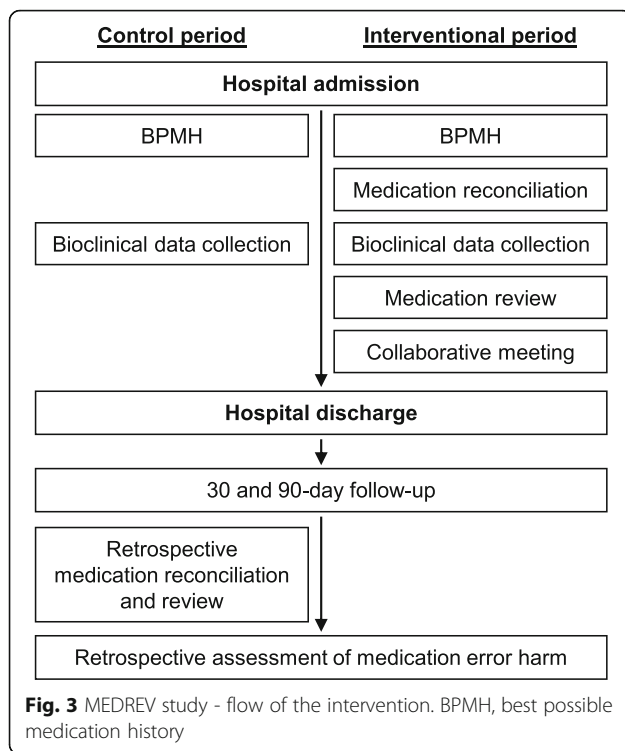 Control period Interventional period
Hospital admission
BPMH BPMH
Medication reconciliation
Bioclinical data collection Bioclinical data collection
Medication review
Collaborative meeting
Hospital discharge
30 and 90-day follow-up
Retrospective
medication reconciliation
and review
Retrospective assessment of medication error harm
Fig. 3 MEDREV study - flow of the intervention. BPMH, best possible
medication history